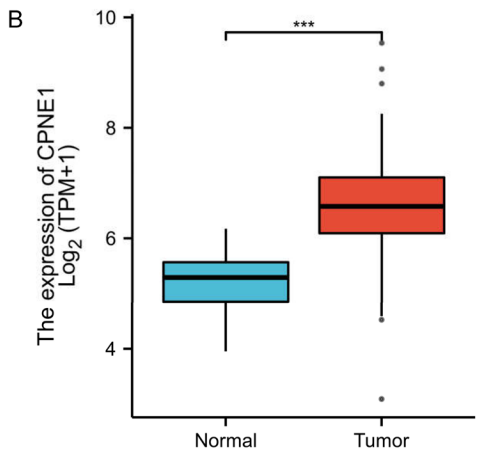 B
The expression of CPNE1
Log₂ (TPM+1)
10
8
6
4
***
Normal
Tumor